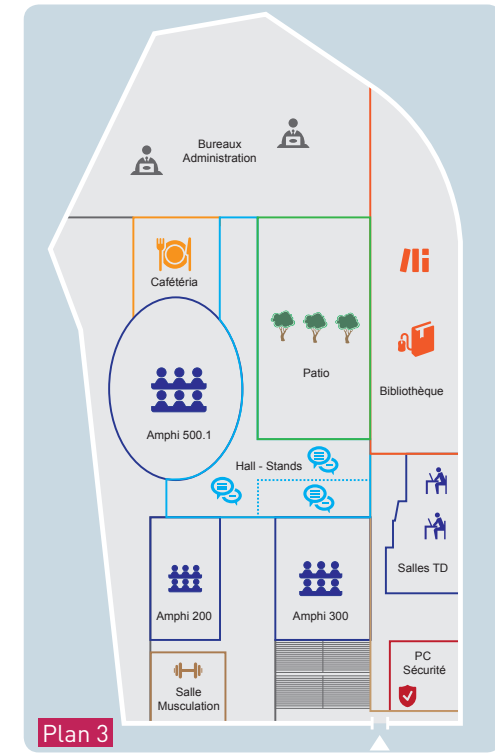 Bureaux
Administration
Cafétéria
Patio
Bibliothèque
Amphi 500.1
Hall - Stands
Salles TD
Amphi 200
Amphi 300
PC
Sécurité
Salle
Musculation
Plan 3